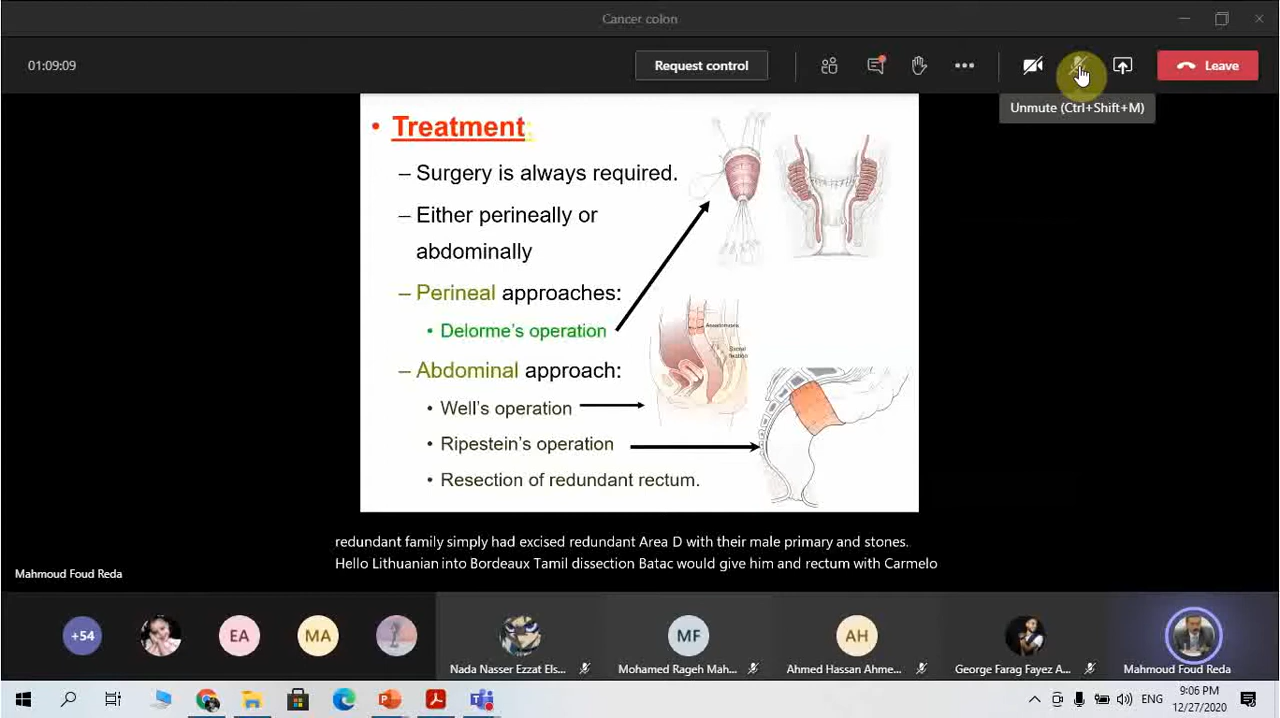 Cancer colon
01:09:09
Request control
Leave
Unmute (Ctrl+Shift+M)
• Treatment:
– Surgery is always required.
– Either perineally or
abdominally
– Perineal approaches:
• Delorme's operation
Anastomosis
Sacral
fixation
– Abdominal approach:
• Well's operation
• Ripestein's operation
• Resection of redundant rectum.
redundant family simply had excised redundant Area D with their male primary and stones.
Hello Lithuanian into Bordeaux Tamil dissection Batac would give him and rectum with Carmelo
Mahmoud Foud Reda
+54
EA
MA
MF
AH
Nada Nasser Ezzat Els...
Mohamed Rageh Mah...
Ahmed Hassan Ahme...
George Farag Fayez A...
Mahmoud Foud Reda
ENG
9:06 PM
12/27/2020